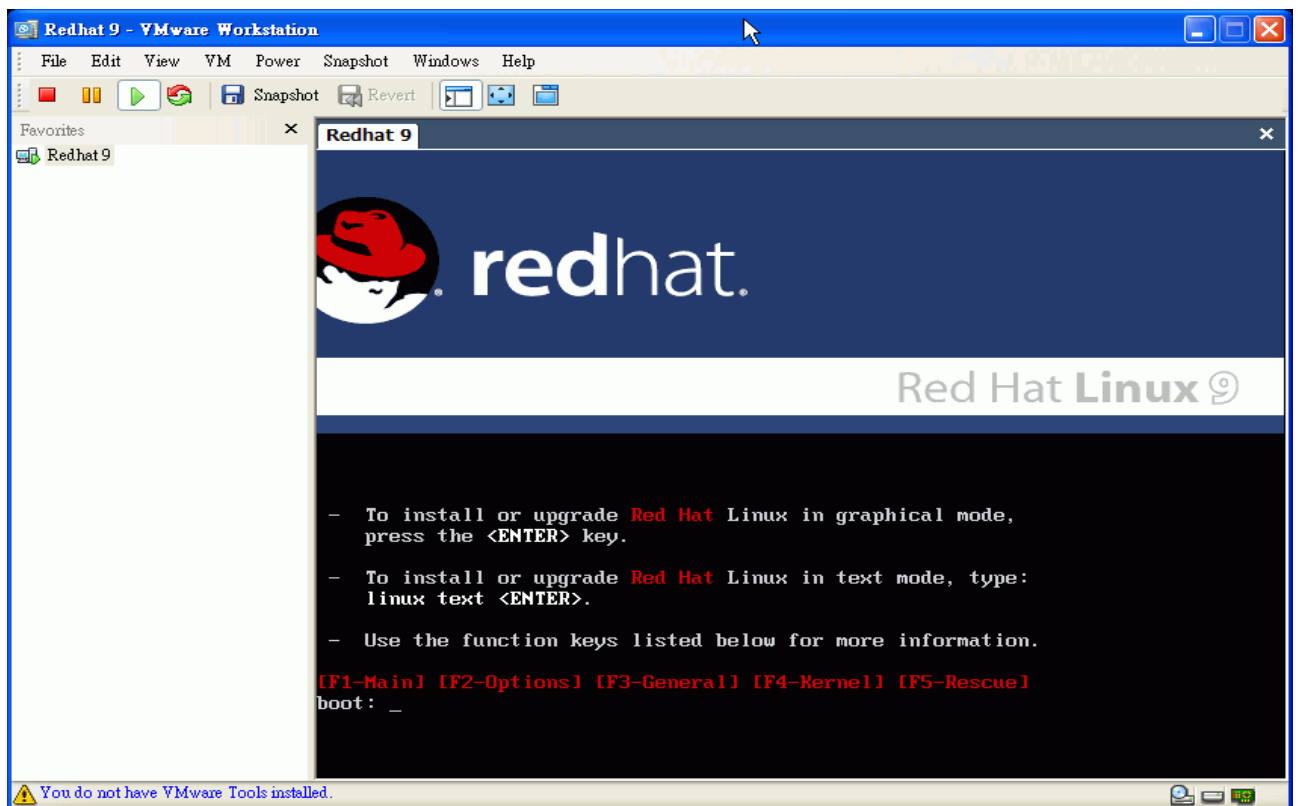 Redhat 9 - VMware Workstation
File Edit View VM Power Snapshot Windows Help
Snapshot Revert
Favorites
Redhat 9
Redhat 9
redhat.
Red Hat Linux 9
- To install or upgrade Red Hat Linux in graphical mode,
press the <ENTER> key.
- To install or upgrade Red Hat Linux in text mode, type:
linux text <ENTER>.
- Use the function keys listed below for more information.
[F1-Main] [F2-Options] [F3-General] [F4-Kernel] [F5-Rescue]
boot: _
You do not have VMware Tools installed.